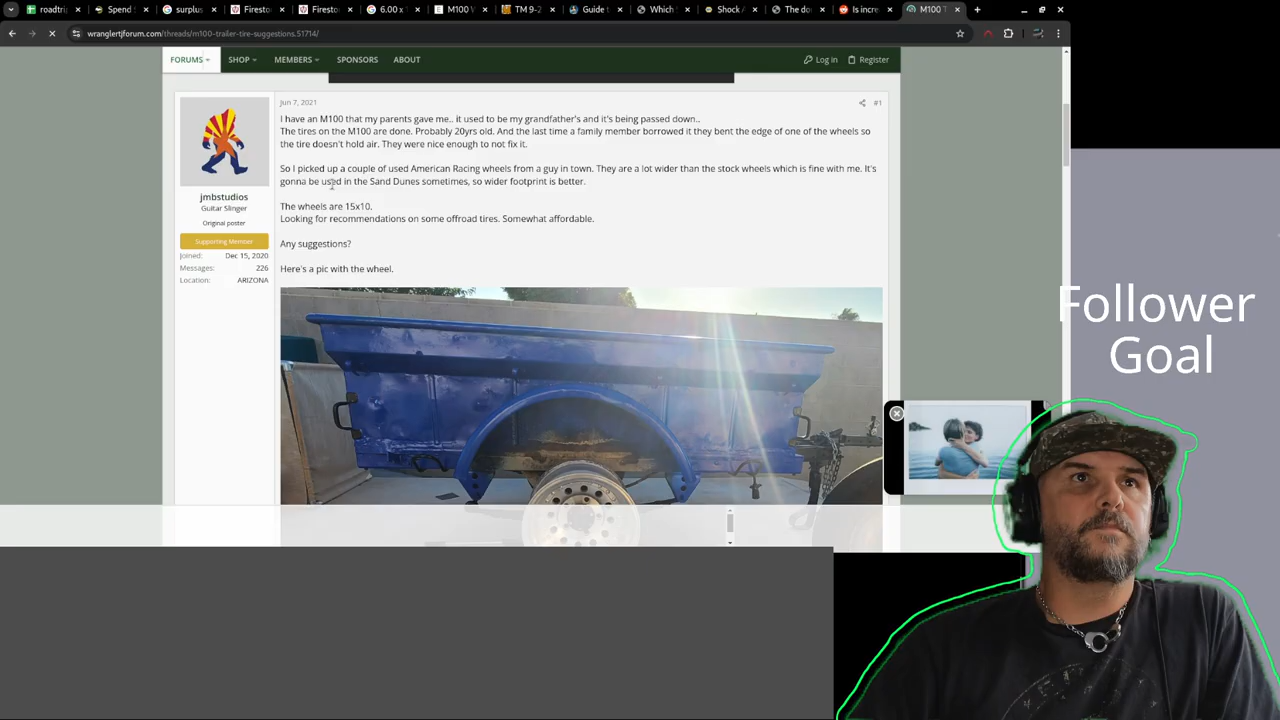 roadtrip
Spend
surplus
Firesto
Firesto
6.00 x
M100
TM 9-2
Guide t
Which
Shock
The do
Is incre
M100 T
wranglertjforum.com/threads/m100-trailer-tire-suggestions.51714/
FORUMS SHOP MEMBERS SPONSORS ABOUT Log in Register
Jun 7, 2021 #1
jmbstudios
Guitar Slinger
Original poster
Supporting Member
Joined: Dec 15, 2020
Messages: 226
Location: ARIZONA
I have an M100 that my parents gave me.. it used to be my grandfather's and it's being passed down..
The tires on the M100 are done. Probably 20yrs old. And the last time a family member borrowed it they bent the edge of one of the wheels so
the tire doesn't hold air. They were nice enough to not fix it.
So I picked up a couple of used American Racing wheels from a guy in town. They are a lot wider than the stock wheels which is fine with me. It's
gonna be used in the Sand Dunes sometimes, so wider footprint is better.
The wheels are 15x10.
Looking for recommendations on some offroad tires. Somewhat affordable.
Any suggestions?
Here's a pic with the wheel.
Follower
Goal